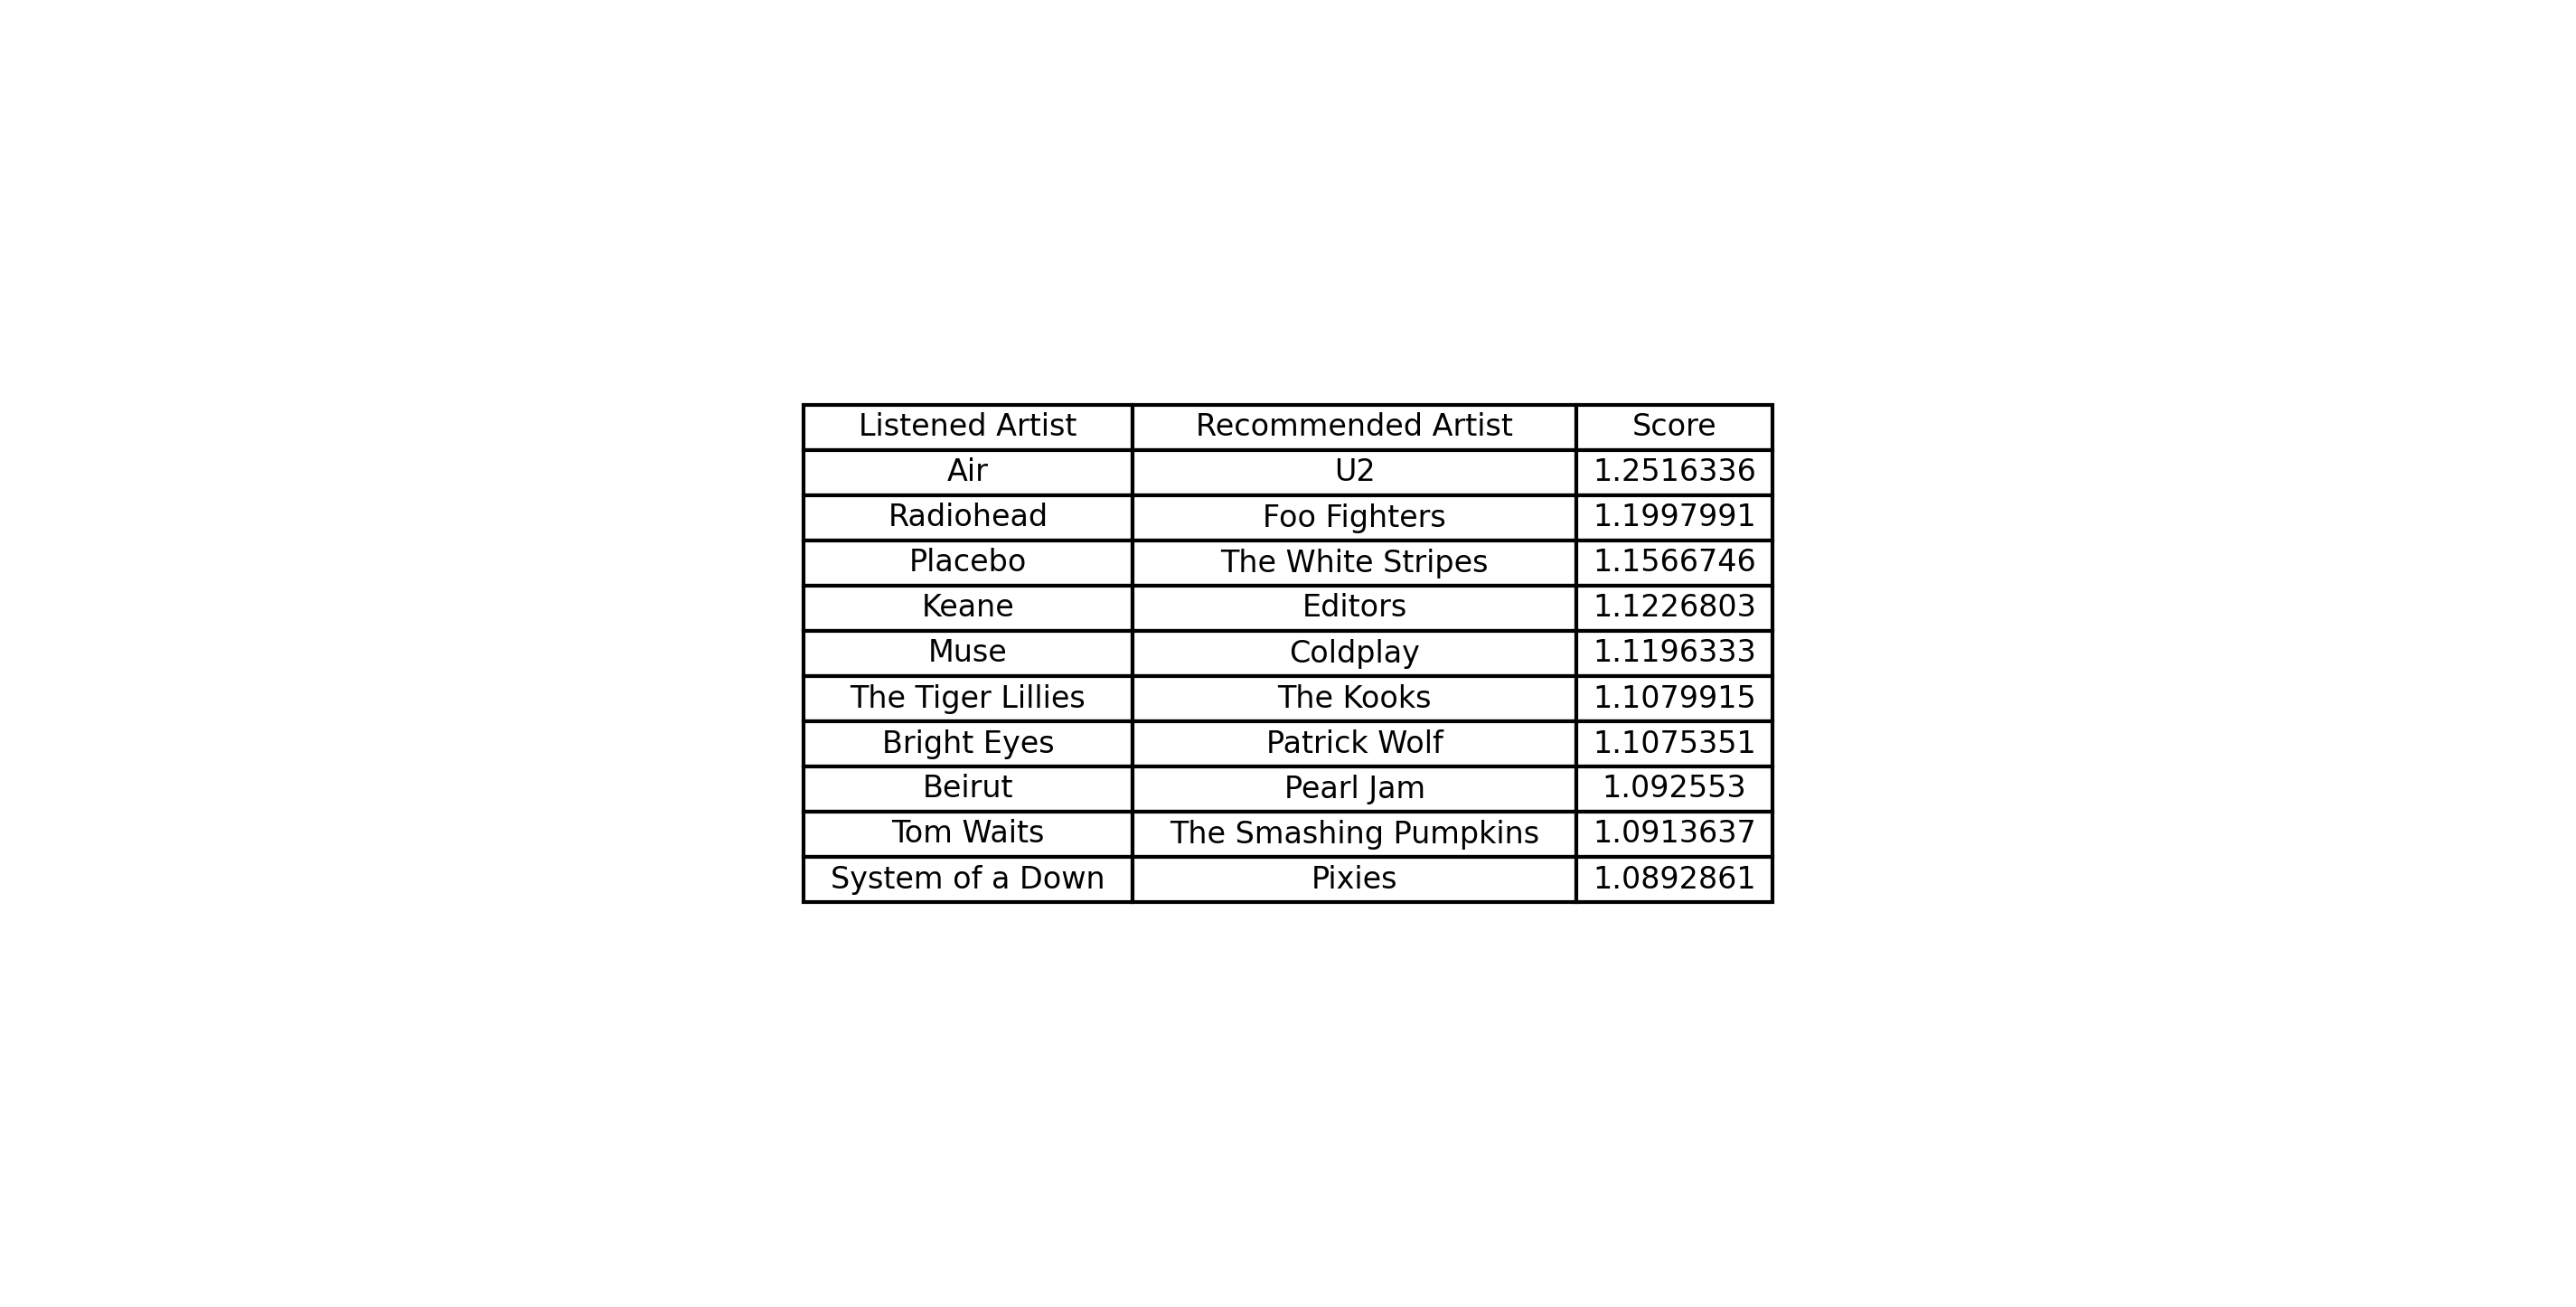 Listened Artist Recommended Artist Score
Air U2 1.2516336
Radiohead Foo Fighters 1.1997991
Placebo The White Stripes 1.1566746
Keane Editors 1.1226803
Muse Coldplay 1.1196333
The Tiger Lillies The Kooks 1.1079915
Bright Eyes Patrick Wolf 1.1075351
Beirut Pearl Jam 1.092553
Tom Waits The Smashing Pumpkins 1.0913637
System of a Down Pixies 1.0892861